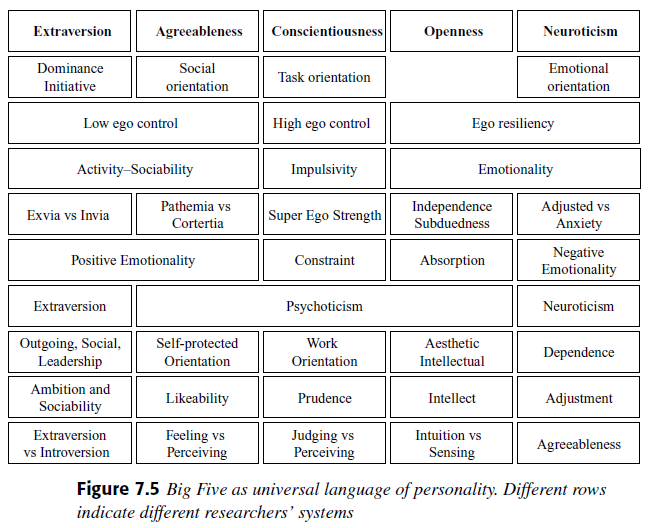 Extraversion Agreeableness Conscientiousness Openness Neuroticism
Dominance Initiative Social orientation Task orientation Emotional orientation
Low ego control High ego control Ego resiliency
Activity–Sociability Impulsivity Emotionality
Exvia vs Invia Pathemia vs Cortertia Super Ego Strength Independence Subduedness Adjusted vs Anxiety
Positive Emotionality Constraint Absorption Negative Emotionality
Extraversion Psychoticism Neuroticism
Outgoing, Social, Leadership Self-protected Orientation Work Orientation Aesthetic Intellectual Dependence
Ambition and Sociability Likeability Prudence Intellect Adjustment
Extraversion vs Introversion Feeling vs Perceiving Judging vs Perceiving Intuition vs Sensing Agreeableness
Figure 7.5 Big Five as universal language of personality. Different rows
indicate different researchers’ systems